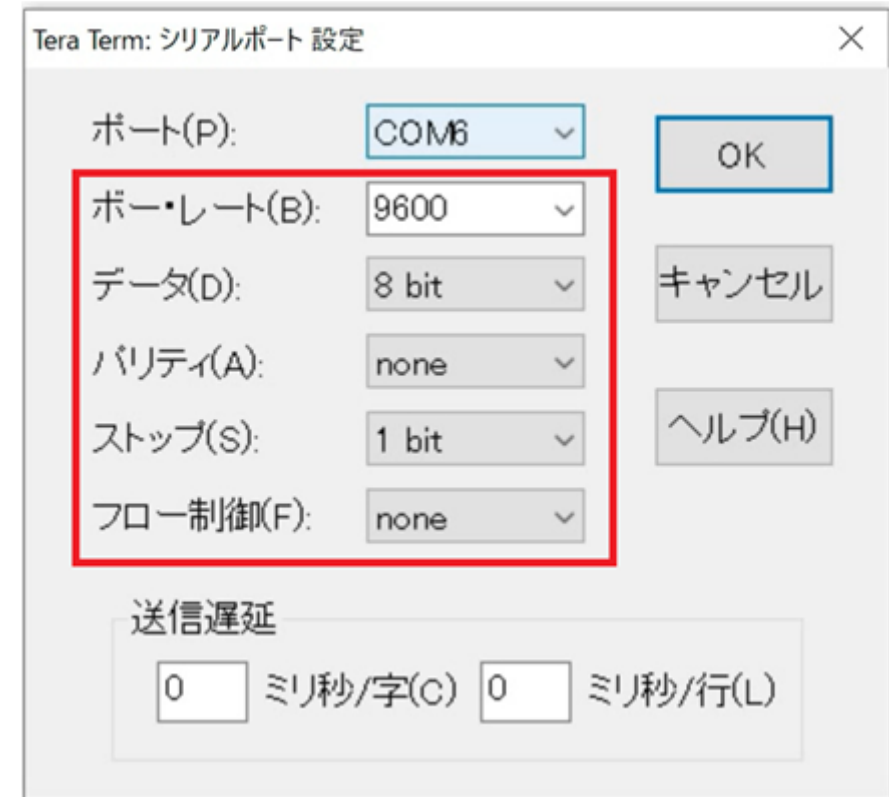 Tera Term: シリアルポート 設定
ポート(P): COM6
OK
ボー・レート(B): 9600
データ(D): 8 bit
キャンセル
パリティ(A): none
ストップ(S): 1 bit
ヘルプ(H)
フロー制御(F): none
送信遅延
0 ミリ秒/字(C) 0 ミリ秒/行(L)